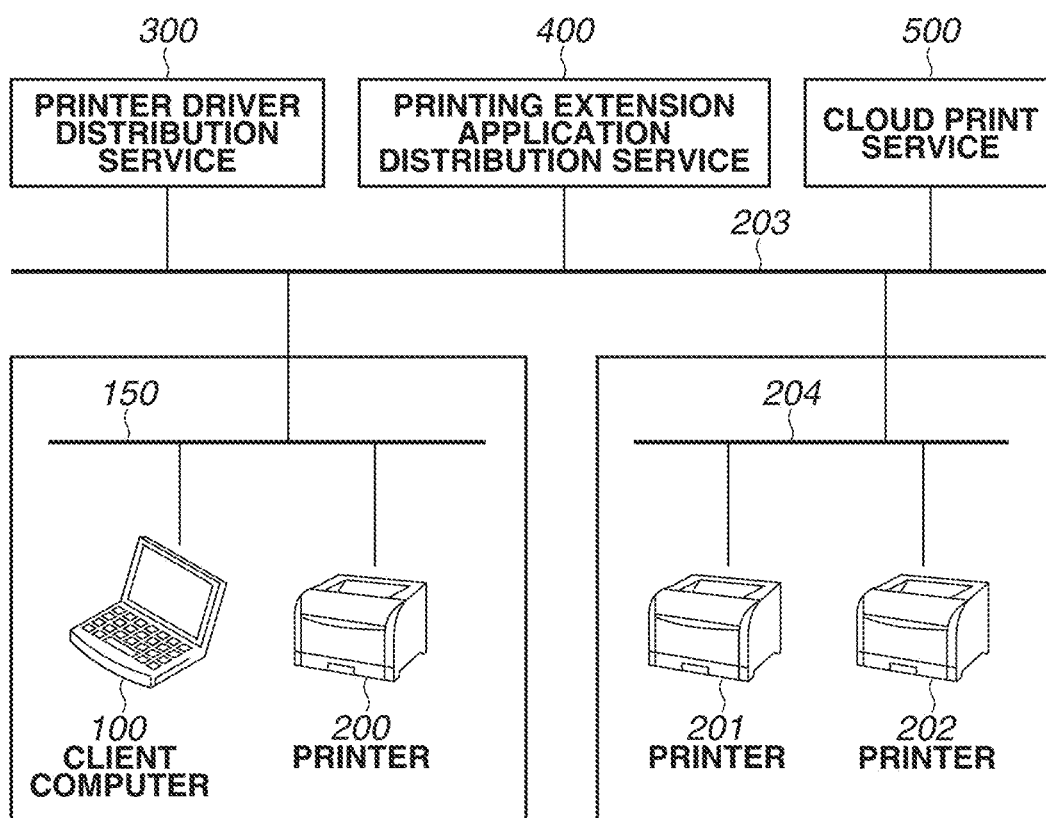 300
PRINTER DRIVER
DISTRIBUTION
SERVICE
400
PRINTING EXTENSION
APPLICATION
DISTRIBUTION SERVICE
500
CLOUD PRINT
SERVICE
203
150
204
100
CLIENT
COMPUTER
200
PRINTER
201
PRINTER
202
PRINTER